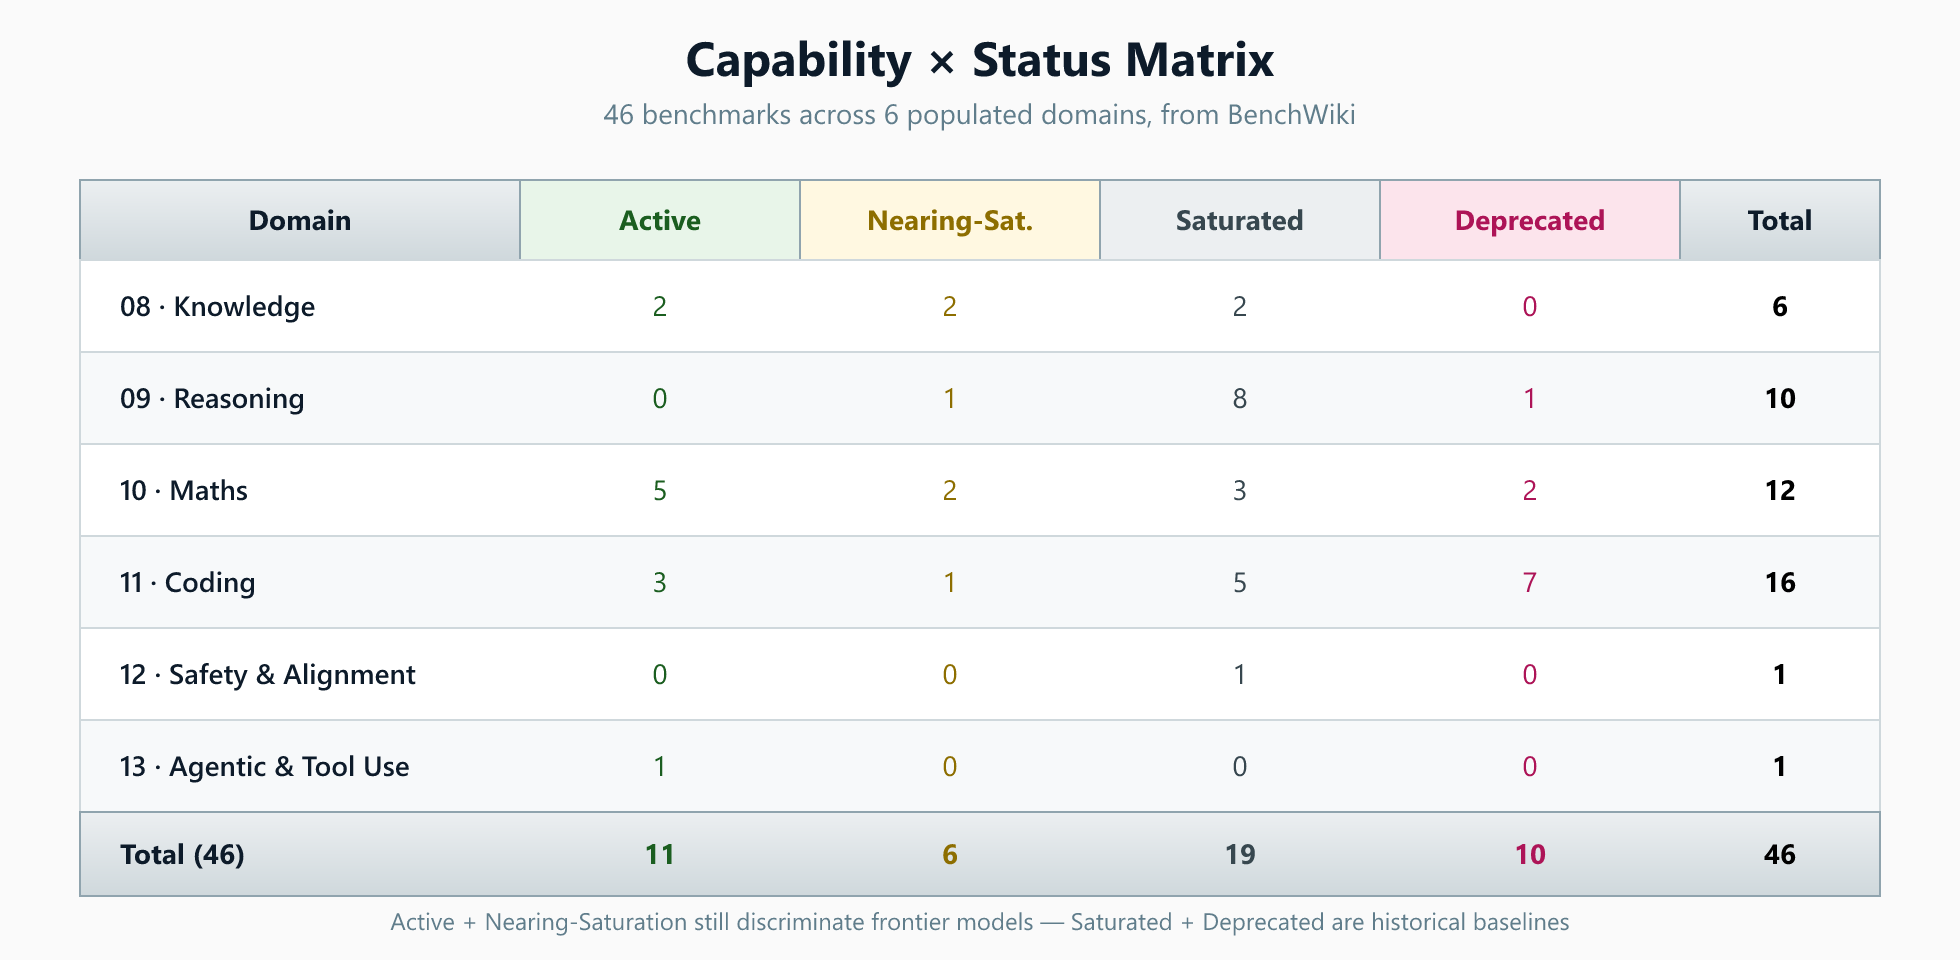 Capability × Status Matrix
46 benchmarks across 6 populated domains, from BenchWiki
Domain Active Nearing-Sat. Saturated Deprecated Total
08 · Knowledge 2 2 2 0 6
09 · Reasoning 0 1 8 1 10
10 · Maths 5 2 3 2 12
11 · Coding 3 1 5 7 16
12 · Safety & Alignment 0 0 1 0 1
13 · Agentic & Tool Use 1 0 0 0 1
Total (46) 11 6 19 10 46
Active + Nearing-Saturation still discriminate frontier models — Saturated + Deprecated are historical baselines